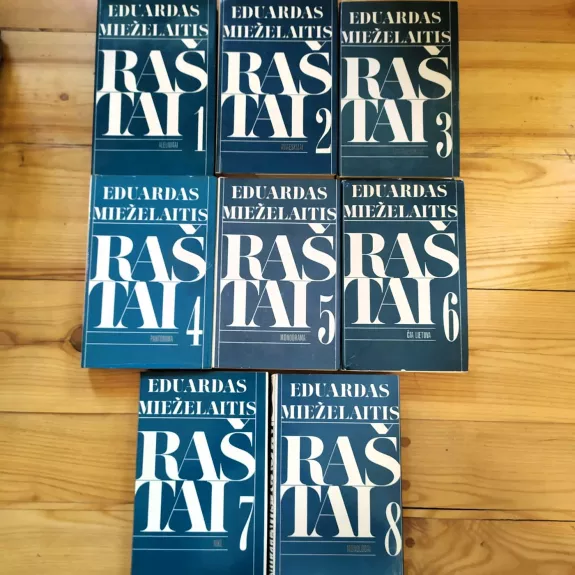 EDUARDAS
MIEŽELAITIS
RAŠ
TAI 1
EDUARDAS
MIEŽELAITIS
RAŠ
TAI 2
EDUARDAS
MIEŽELAITIS
RAŠ
TAI 3
EDUARDAS
MIEŽELAITIS
RAŠ
TAI 4
PANTODRAMA
EDUARDAS
MIEŽELAITIS
RAŠ
TAI 5
MONODRAMA
EDUARDAS
MIEŽELAITIS
RAŠ
TAI 6
ČIA LIETUVA
EDUARDAS
MIEŽELAITIS
RAŠ
TAI 7
EDUARDAS
MIEŽELAITIS
RAŠ
TAI 8